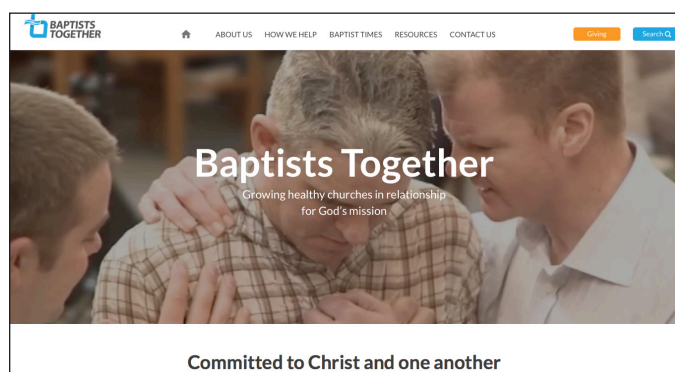 BAPTISTS
TOGETHER
ABOUT US HOW WE HELP BAPTIST TIMES RESOURCES CONTACT US
Giving
Search
Baptists Together
Growing healthy churches in relationship
for God's mission
Committed to Christ and one another